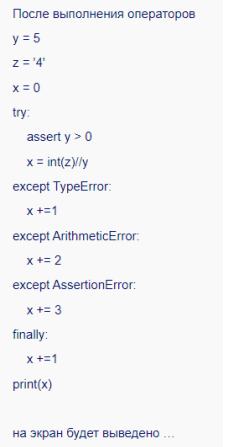 После выполнения операторов
y = 5
z = '4'
x = 0
try:
assert y > 0
x = int(z)//y
except TypeError:
x +=1
except ArithmeticError:
x += 2
except AssertionError:
x += 3
finally:
x +=1
print(x)
на экран будет выведено ...